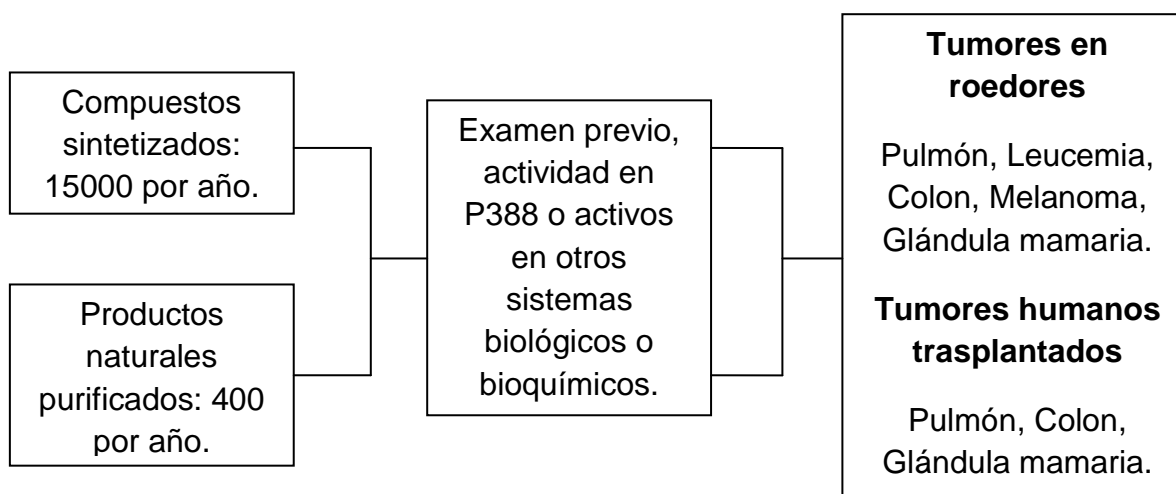 Compuestos
sintetizados:
15000 por año.
Productos
naturales
purificados: 400
por año.
Examen previo,
actividad en
P388 o activos
en otros
sistemas
biológicos o
bioquímicos.
Tumores en
roedores
Pulmón, Leucemia,
Colon, Melanoma,
Glándula mamaria.
Tumores humanos
trasplantados
Pulmón, Colon,
Glándula mamaria.